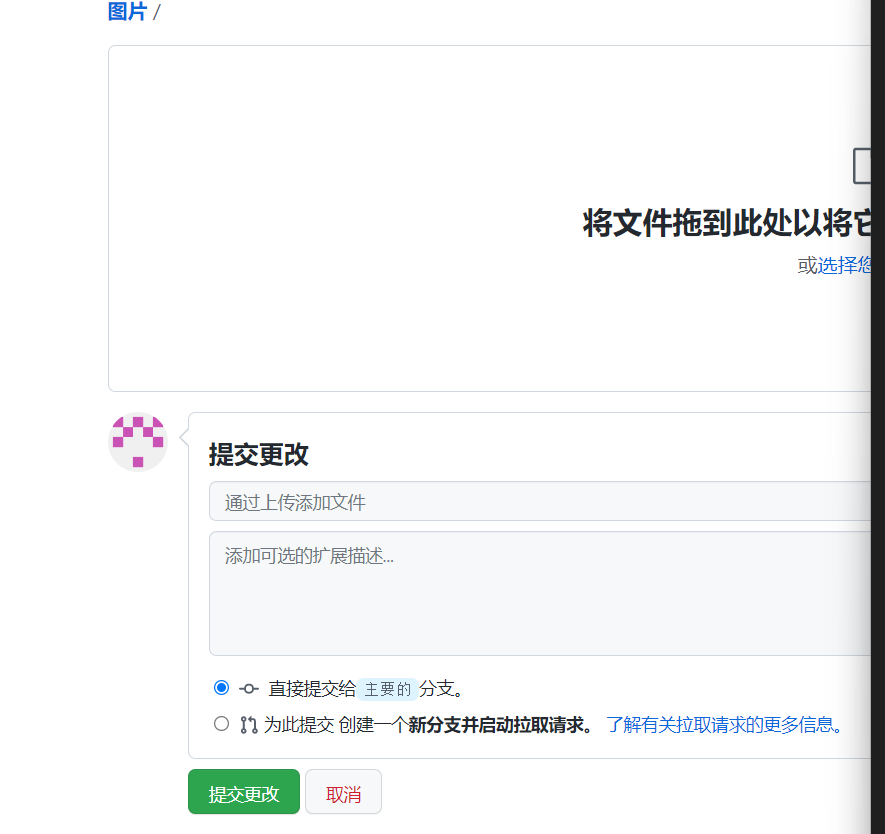 图片 /
将文件拖到此处以将它
或选择您
提交更改
通过上传添加文件
添加可选的扩展描述...
直接提交给 主要的 分支。
为此提交 创建一个新分支并启动拉取请求。 了解有关拉取请求的更多信息。
提交更改 取消